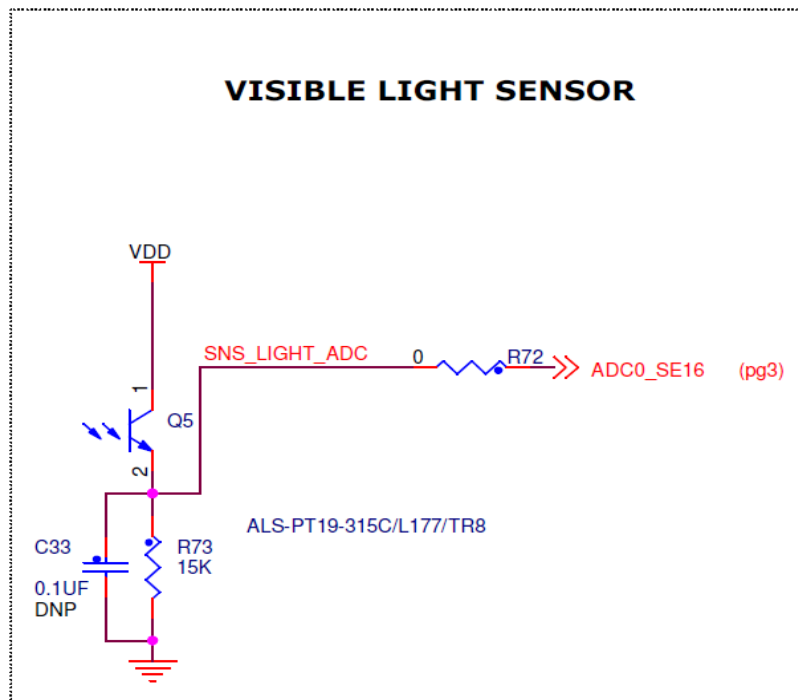 VISIBLE LIGHT SENSOR
VDD
SNS_LIGHT_ADC
0
R72
ADC0_SE16 (pg3)
1
Q5
2
ALS-PT19-315C/L177/TR8
C33
0.1UF
DNP
R73
15K